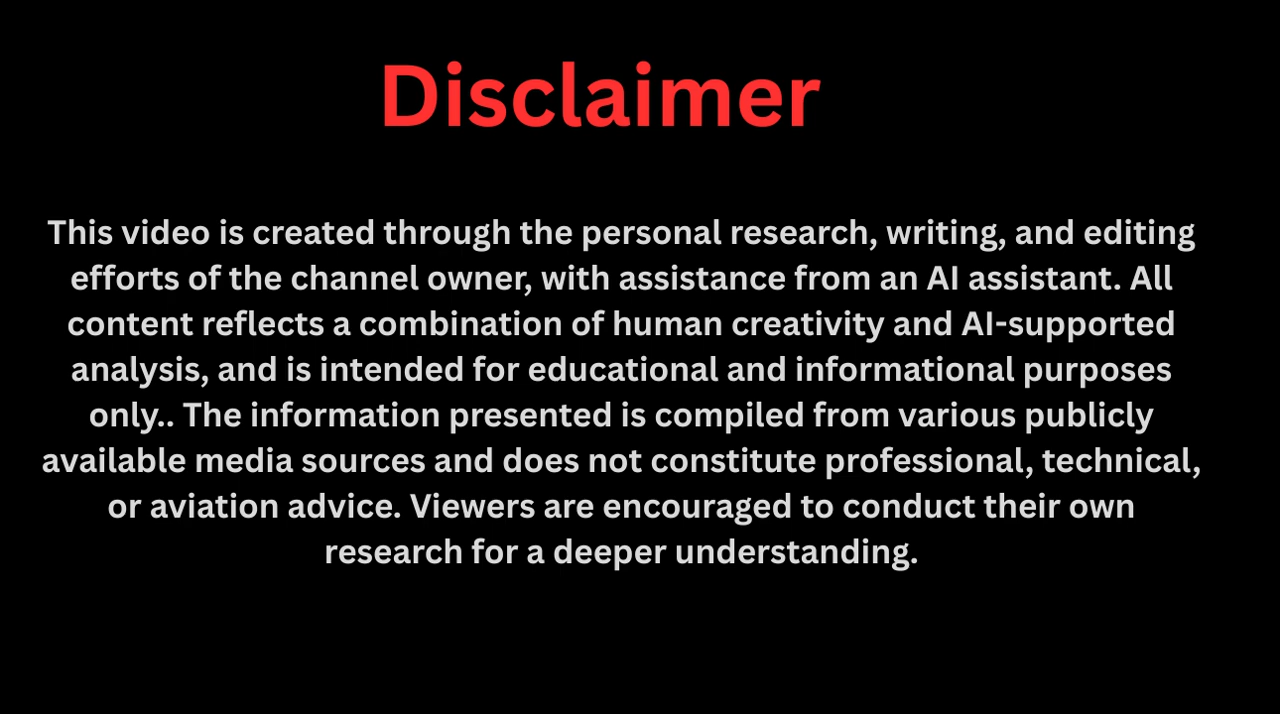 Disclaimer
This video is created through the personal research, writing, and editing
efforts of the channel owner, with assistance from an AI assistant. All
content reflects a combination of human creativity and AI-supported
analysis, and is intended for educational and informational purposes
only.. The information presented is compiled from various publicly
available media sources and does not constitute professional, technical,
or aviation advice. Viewers are encouraged to conduct their own
research for a deeper understanding.